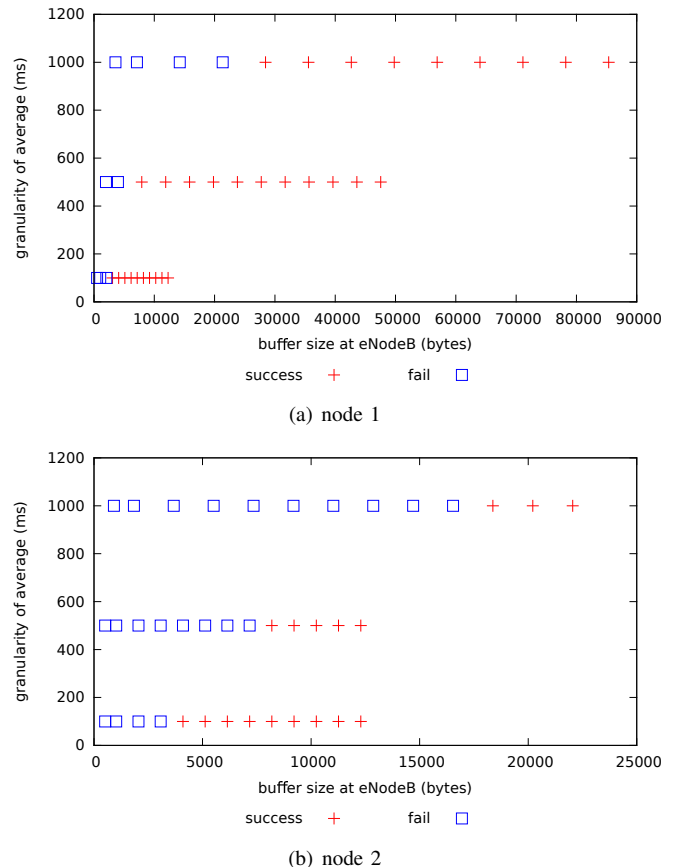 1200
1000
800
600
400
200
0
granularity of average (ms)
0 10000 20000 30000 40000 50000 60000 70000 80000 90000
buffer size at eNodeB (bytes)
success fail
(a) node 1
1200
1000
800
600
400
200
0
granularity of average (ms)
0 5000 10000 15000 20000 25000
buffer size at eNodeB (bytes)
success fail
(b) node 2